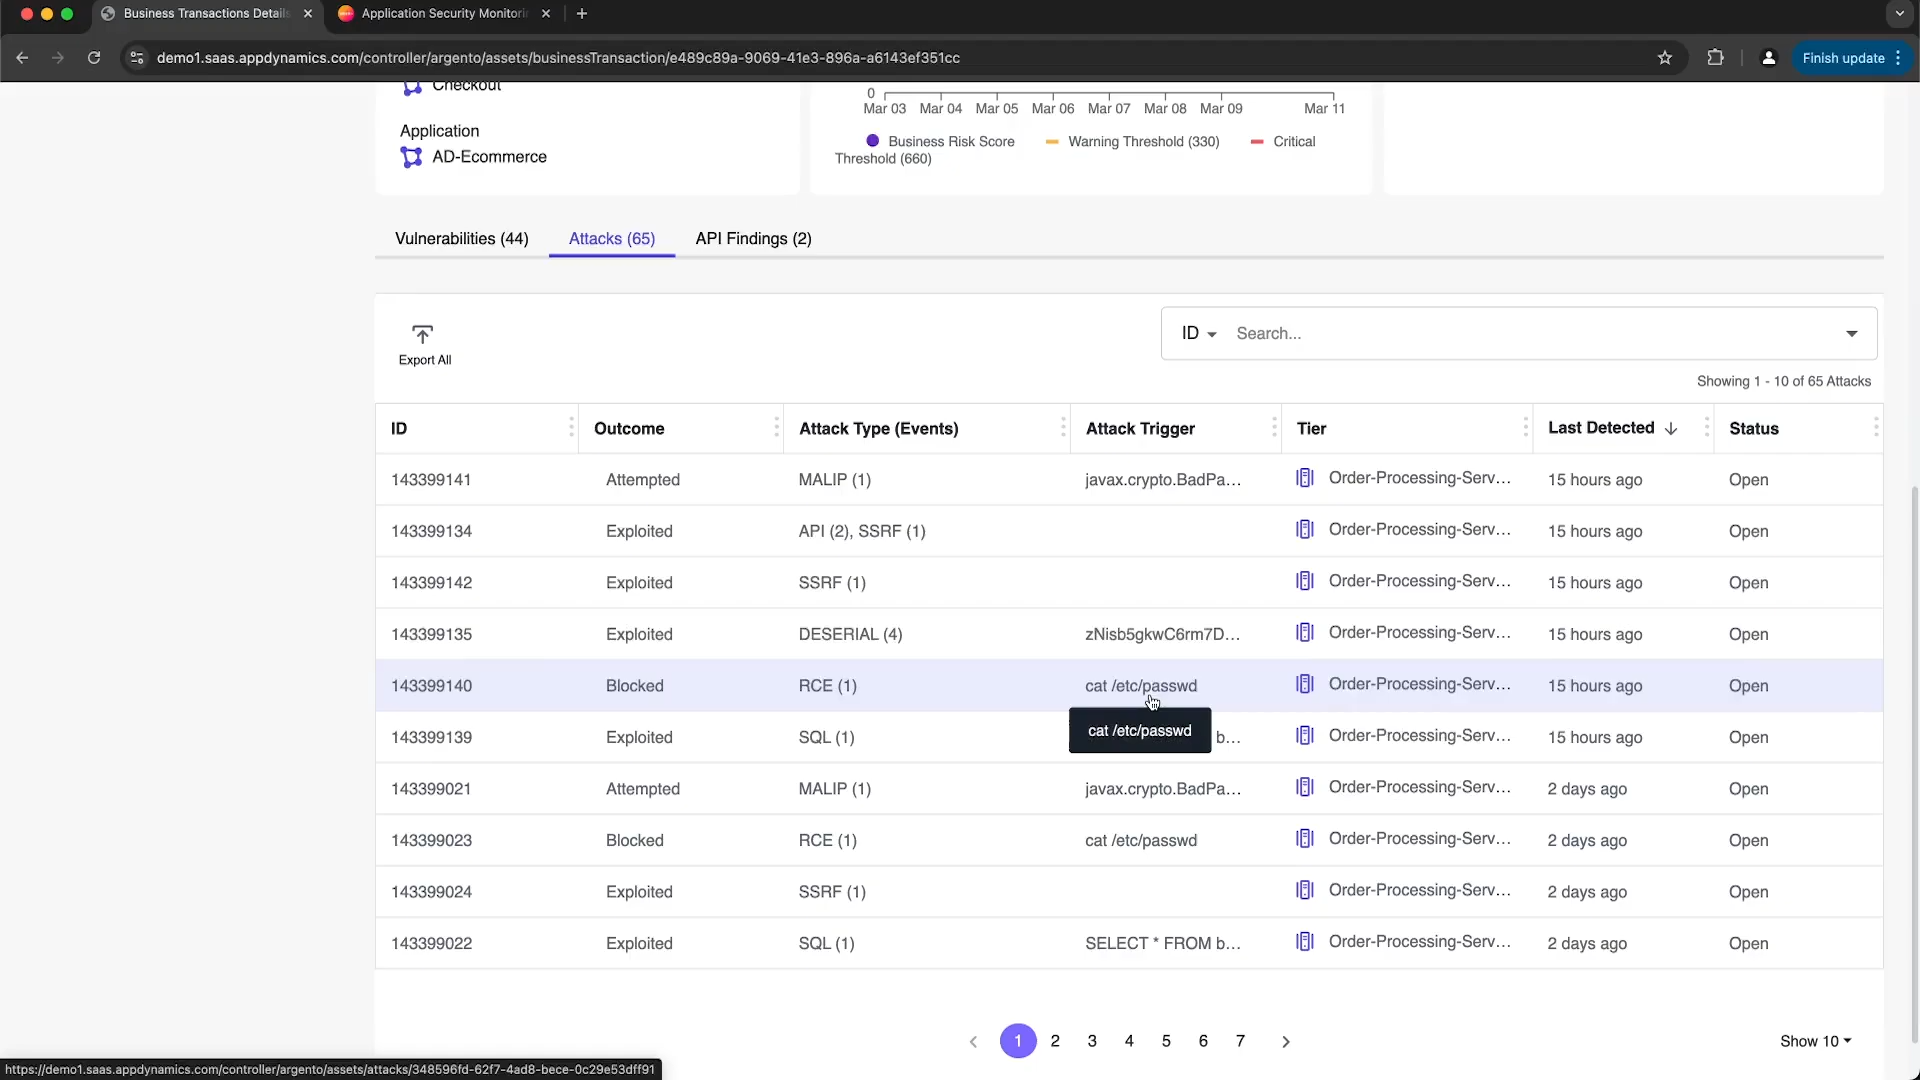 Business Transactions Details
Application Security Monitorin
demo1.saas.appdynamics.com/controller/argento/assets/businessTransaction/e489c89a-9069-41e3-896a-a6143ef351cc
Finish update
Checkout
Application
AD-Ecommerce
0
Mar 03 Mar 04 Mar 05 Mar 06 Mar 07 Mar 08 Mar 09 Mar 11
Business Risk Score Warning Threshold (330) Critical
Threshold (660)
Vulnerabilities (44) Attacks (65) API Findings (2)
Export All
ID Search...
Showing 1 - 10 of 65 Attacks
ID Outcome Attack Type (Events) Attack Trigger Tier Last Detected Status
143399141 Attempted MALIP (1) javax.crypto.BadPa... Order-Processing-Serv... 15 hours ago Open
143399134 Exploited API (2), SSRF (1) Order-Processing-Serv... 15 hours ago Open
143399142 Exploited SSRF (1) Order-Processing-Serv... 15 hours ago Open
143399135 Exploited DESERIAL (4) zNisb5gkwC6rm7D... Order-Processing-Serv... 15 hours ago Open
143399140 Blocked RCE (1) cat /etc/passwd Order-Processing-Serv... 15 hours ago Open
cat /etc/passwd
143399139 Exploited SQL (1) b... Order-Processing-Serv... 15 hours ago Open
143399021 Attempted MALIP (1) javax.crypto.BadPa... Order-Processing-Serv... 2 days ago Open
143399023 Blocked RCE (1) cat /etc/passwd Order-Processing-Serv... 2 days ago Open
143399024 Exploited SSRF (1) Order-Processing-Serv... 2 days ago Open
143399022 Exploited SQL (1) SELECT * FROM b... Order-Processing-Serv... 2 days ago Open
1 2 3 4 5 6 7
Show 10
https://demo1.saas.appdynamics.com/controller/argento/assets/attacks/348596fd-62f7-4ad8-bece-0c29e53dff91